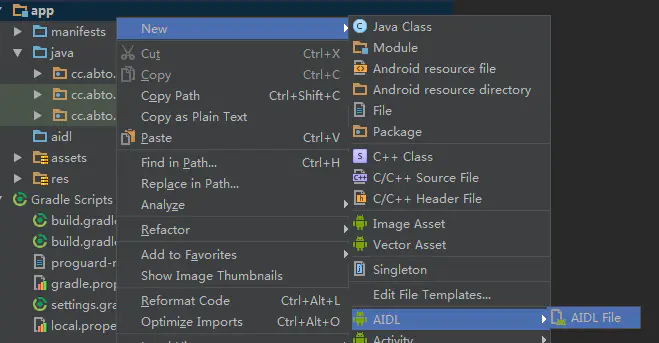 app
manifests
java
cc.abto.
cc.abto.
cc.abto.
aidl
assets
res
Gradle Scripts
build.gradle
build.gradle
proguard-r
gradle.prop
settings.gra
local.prope
New
Cut Ctrl+X
Copy Ctrl+C
Copy Path Ctrl+Shift+C
Copy as Plain Text
Paste Ctrl+V
Find in Path... Ctrl+H
Replace in Path...
Analyze
Refactor
Add to Favorites
Show Image Thumbnails
Reformat Code Ctrl+Alt+L
Optimize Imports Ctrl+Alt+O
Java Class
Module
Android resource file
Android resource directory
File
Package
C++ Class
C/C++ Source File
C/C++ Header File
Image Asset
Vector Asset
Singleton
Edit File Templates...
AIDL
Activity
AIDL File